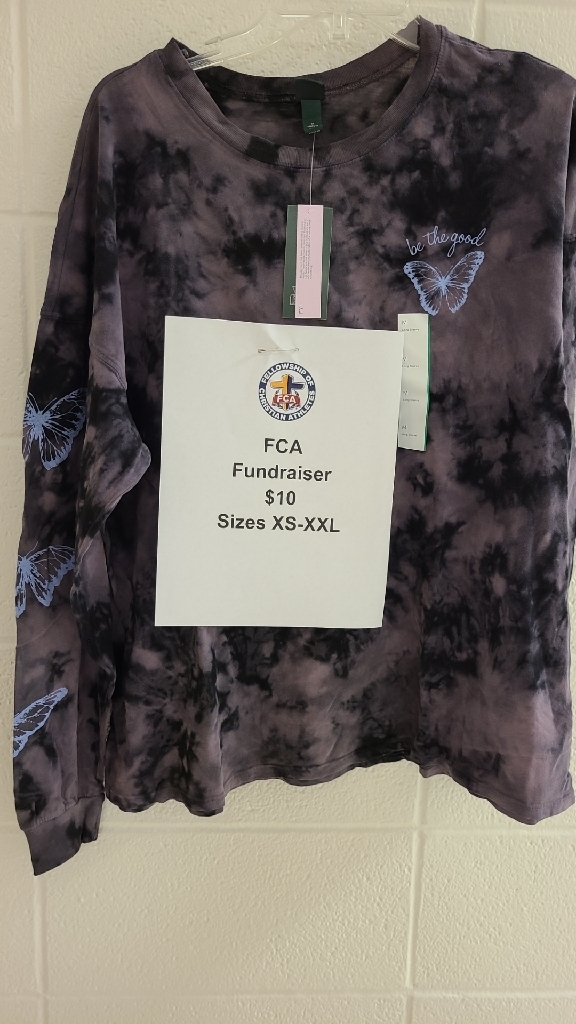 be the good
FELLOWSHIP OF
FCA
CHRISTIAN ATHLETES
FCA
Fundraiser
$10
Sizes XS-XXL